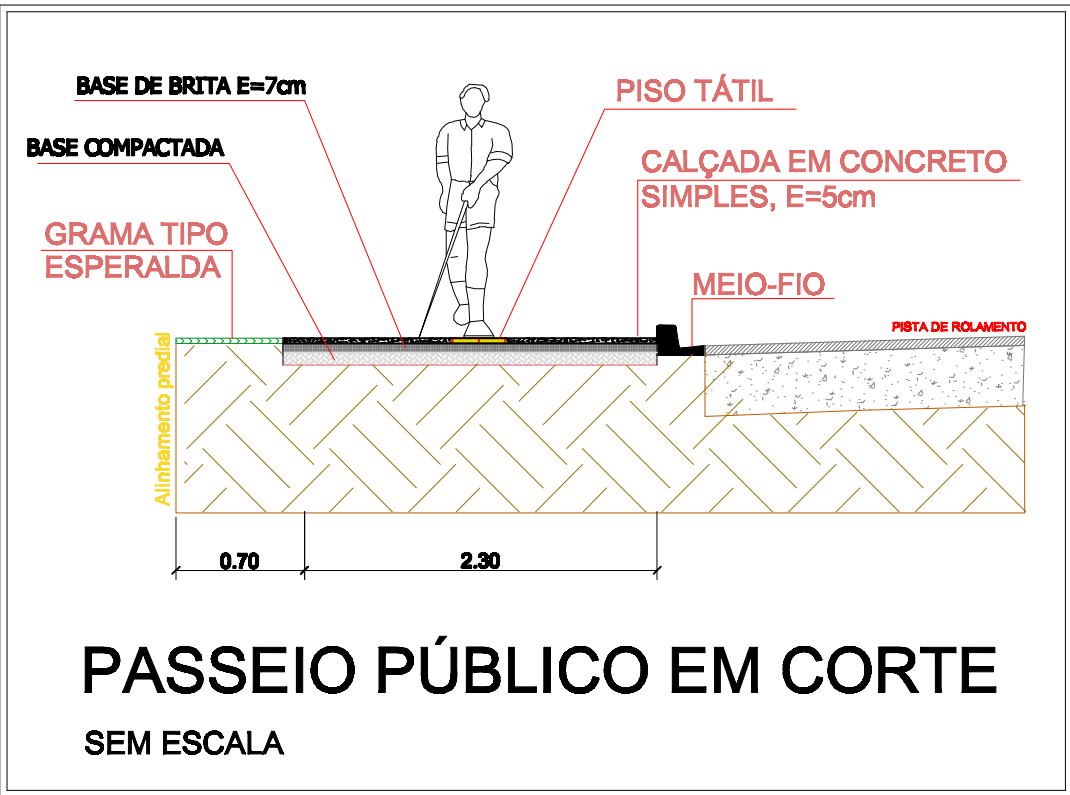 BASE DE BRITA E=7cm
PISO TÁTIL
BASE COMPACTADA
CALÇADA EM CONCRETO
SIMPLES, E=5cm
GRAMA TIPO
ESPERALDA
MEIO-FIO
PISTA DE ROLAMENTO
Alinhamento predial
0.70
2.30
PASSEIO PÚBLICO EM CORTE
SEM ESCALA